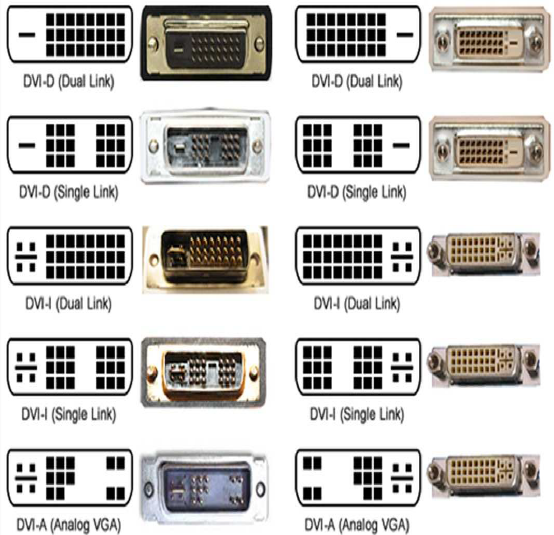 DVI-D (Dual Link)
DVI-D (Dual Link)
DVI-D (Single Link)
DVI-D (Single Link)
DVI-I (Dual Link)
DVI-I (Dual Link)
DVI-I (Single Link)
DVI-I (Single Link)
DVI-A (Analog VGA)
DVI-A (Analog VGA)